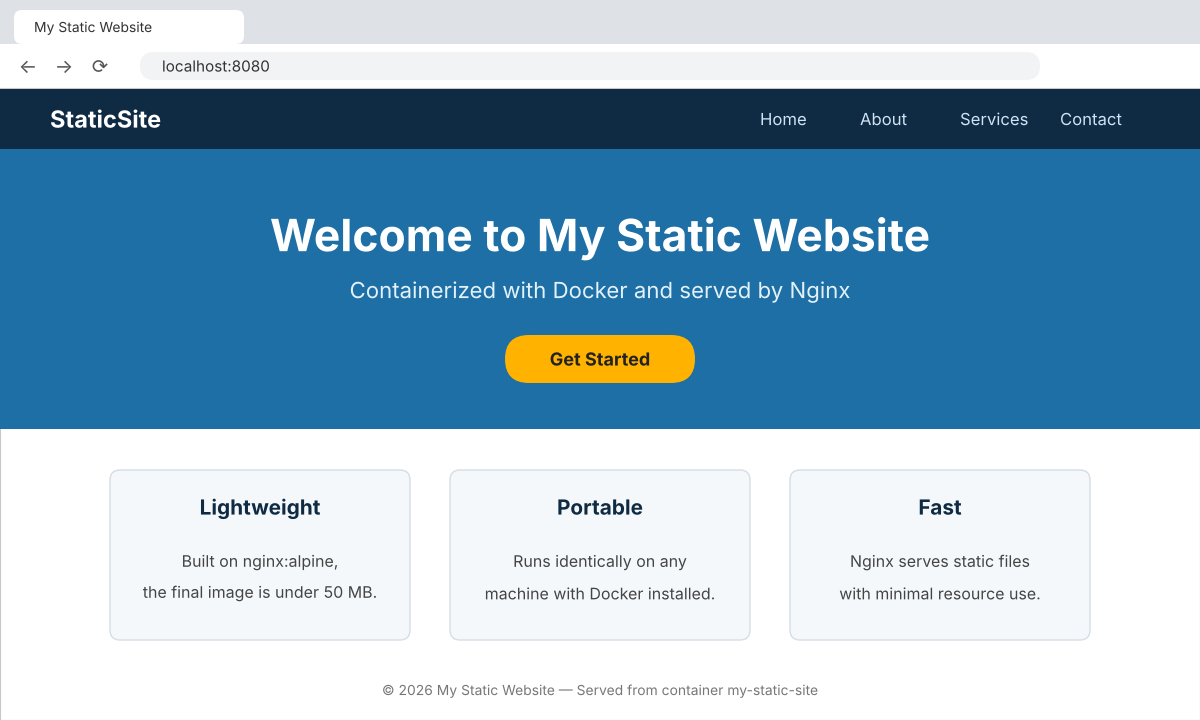 My Static Website
← → ⟳ localhost:8080
StaticSite Home About Services Contact
Welcome to My Static Website
Containerized with Docker and served by Nginx
Get Started
Lightweight
Built on nginx:alpine,
the final image is under 50 MB.
Portable
Runs identically on any
machine with Docker installed.
Fast
Nginx serves static files
with minimal resource use.
© 2026 My Static Website — Served from container my-static-site